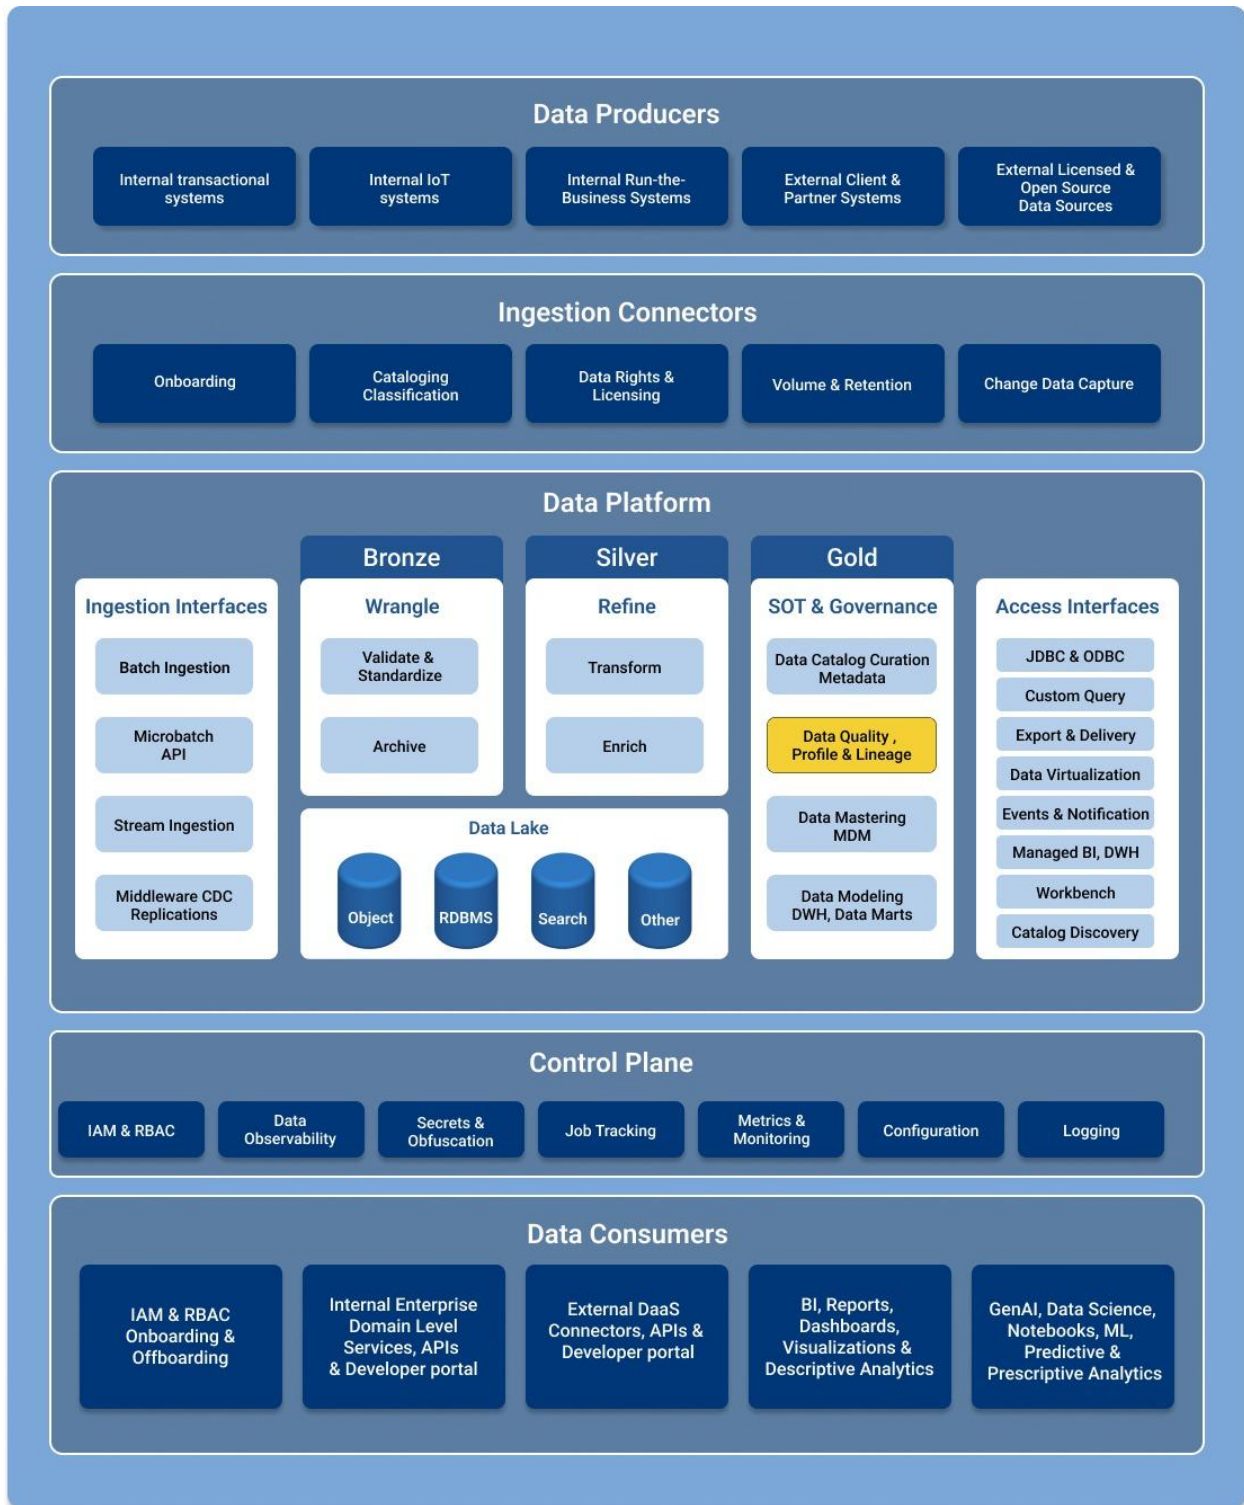 Data Producers
Internal transactional
systems
Internal IoT
systems
Internal Run-the-
Business Systems
External Client &
Partner Systems
External Licensed &
Open Source
Data Sources
Ingestion Connectors
Onboarding
Cataloging
Classification
Data Rights &
Licensing
Volume & Retention
Change Data Capture
Data Platform
Ingestion Interfaces
Batch Ingestion
Microbatch
API
Stream Ingestion
Middleware CDC
Replications
Bronze
Wrangle
Validate &
Standardize
Archive
Silver
Refine
Transform
Enrich
Data Lake
Object
RDBMS
Search
Other
Gold
SOT & Governance
Data Catalog Curation
Metadata
Data Quality ,
Profile & Lineage
Data Mastering
MDM
Data Modeling
DWH, Data Marts
Access Interfaces
JDBC & ODBC
Custom Query
Export & Delivery
Data Virtualization
Events & Notification
Managed BI, DWH
Workbench
Catalog Discovery
Control Plane
IAM & RBAC
Data
Observability
Secrets &
Obfuscation
Job Tracking
Metrics &
Monitoring
Configuration
Logging
Data Consumers
IAM & RBAC
Onboarding &
Offboarding
Internal Enterprise
Domain Level
Services, APIs
& Developer portal
External DaaS
Connectors, APIs &
Developer portal
BI, Reports,
Dashboards,
Visualizations &
Descriptive Analytics
GenAI, Data Science,
Notebooks, ML,
Predictive &
Prescriptive Analytics